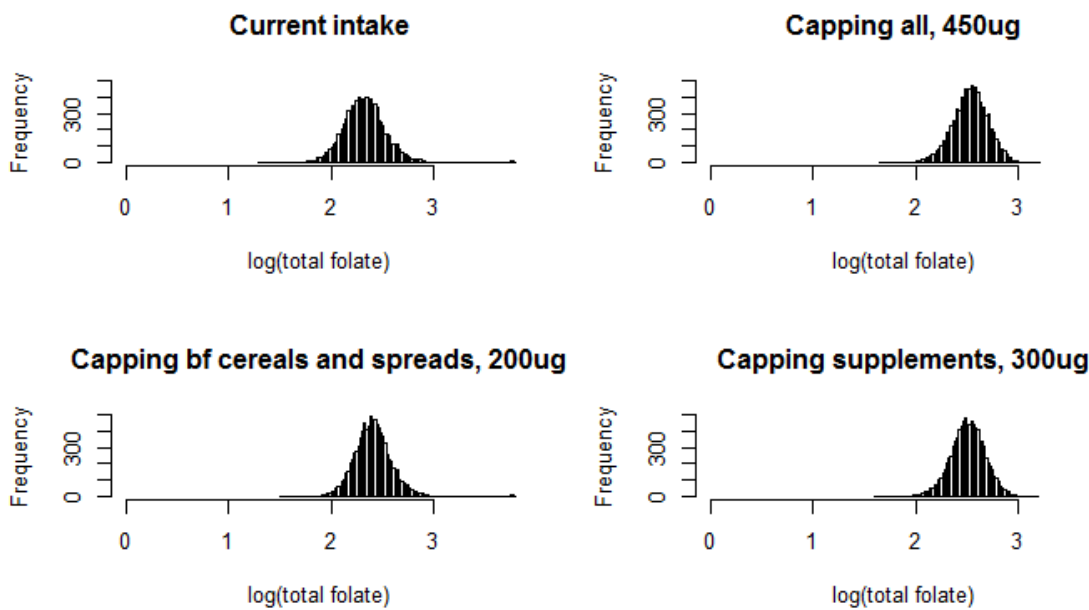 Current intake
Frequency
300
0
0 1 2 3
log(total folate)
Capping all, 450ug
Frequency
300
0
0 1 2 3
log(total folate)
Capping bf cereals and spreads, 200ug
Frequency
300
0
0 1 2 3
log(total folate)
Capping supplements, 300ug
Frequency
300
0
0 1 2 3
log(total folate)